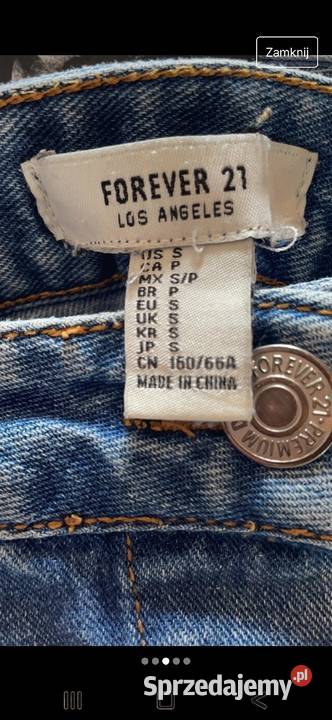 Zamknij
FOREVER 21
LOS ANGELES
US S
CA P
MX S/P
BR P
EU S
UK S
KR S
JP S
CN 160/66A
MADE IN CHINA
FOREVER 21 PREMIUM D
Sprzedajemy.pl